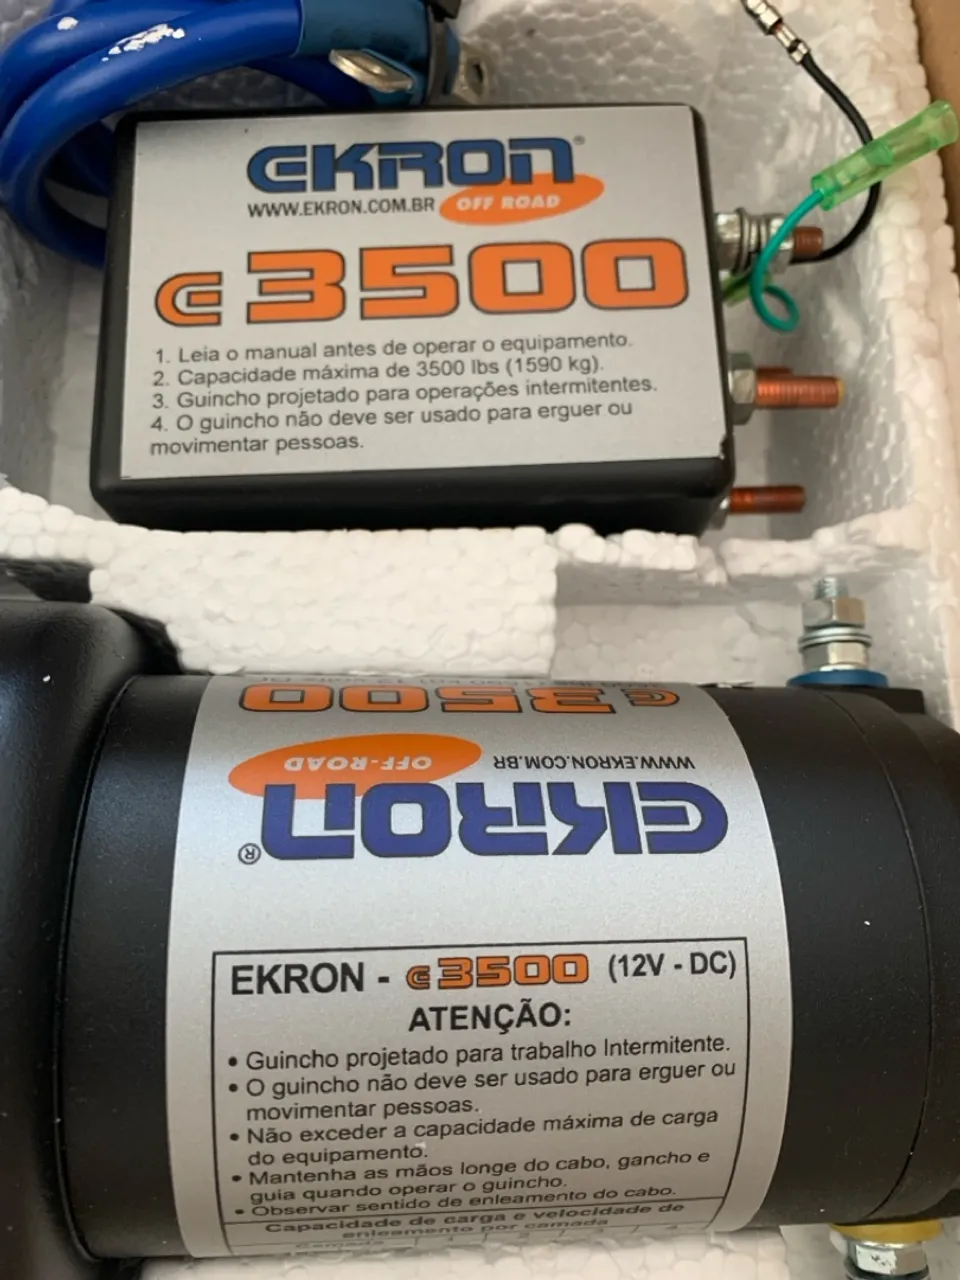 EKRON®
WWW.EKRON.COM.BR OFF ROAD
e3500
1. Leia o manual antes de operar o equipamento.
2. Capacidade máxima de 3500 lbs (1590 kg).
3. Guincho projetado para operações intermitentes.
4. O guincho não deve ser usado para erguer ou
movimentar pessoas.
e3500
WWW.EKRON.COM.BR OFF-ROAD
EKRON®
EKRON - e3500 (12V - DC)
ATENÇÃO:
• Guincho projetado para trabalho Intermitente.
• O guincho não deve ser usado para erguer ou
movimentar pessoas.
• Não exceder a capacidade máxima de carga
do equipamento.
• Mantenha as mãos longe do cabo, gancho e
guia quando operar o guincho.
• Observar sentido de enleamento do cabo.
Capacidade de carga e velocidade de
enleamento por camada